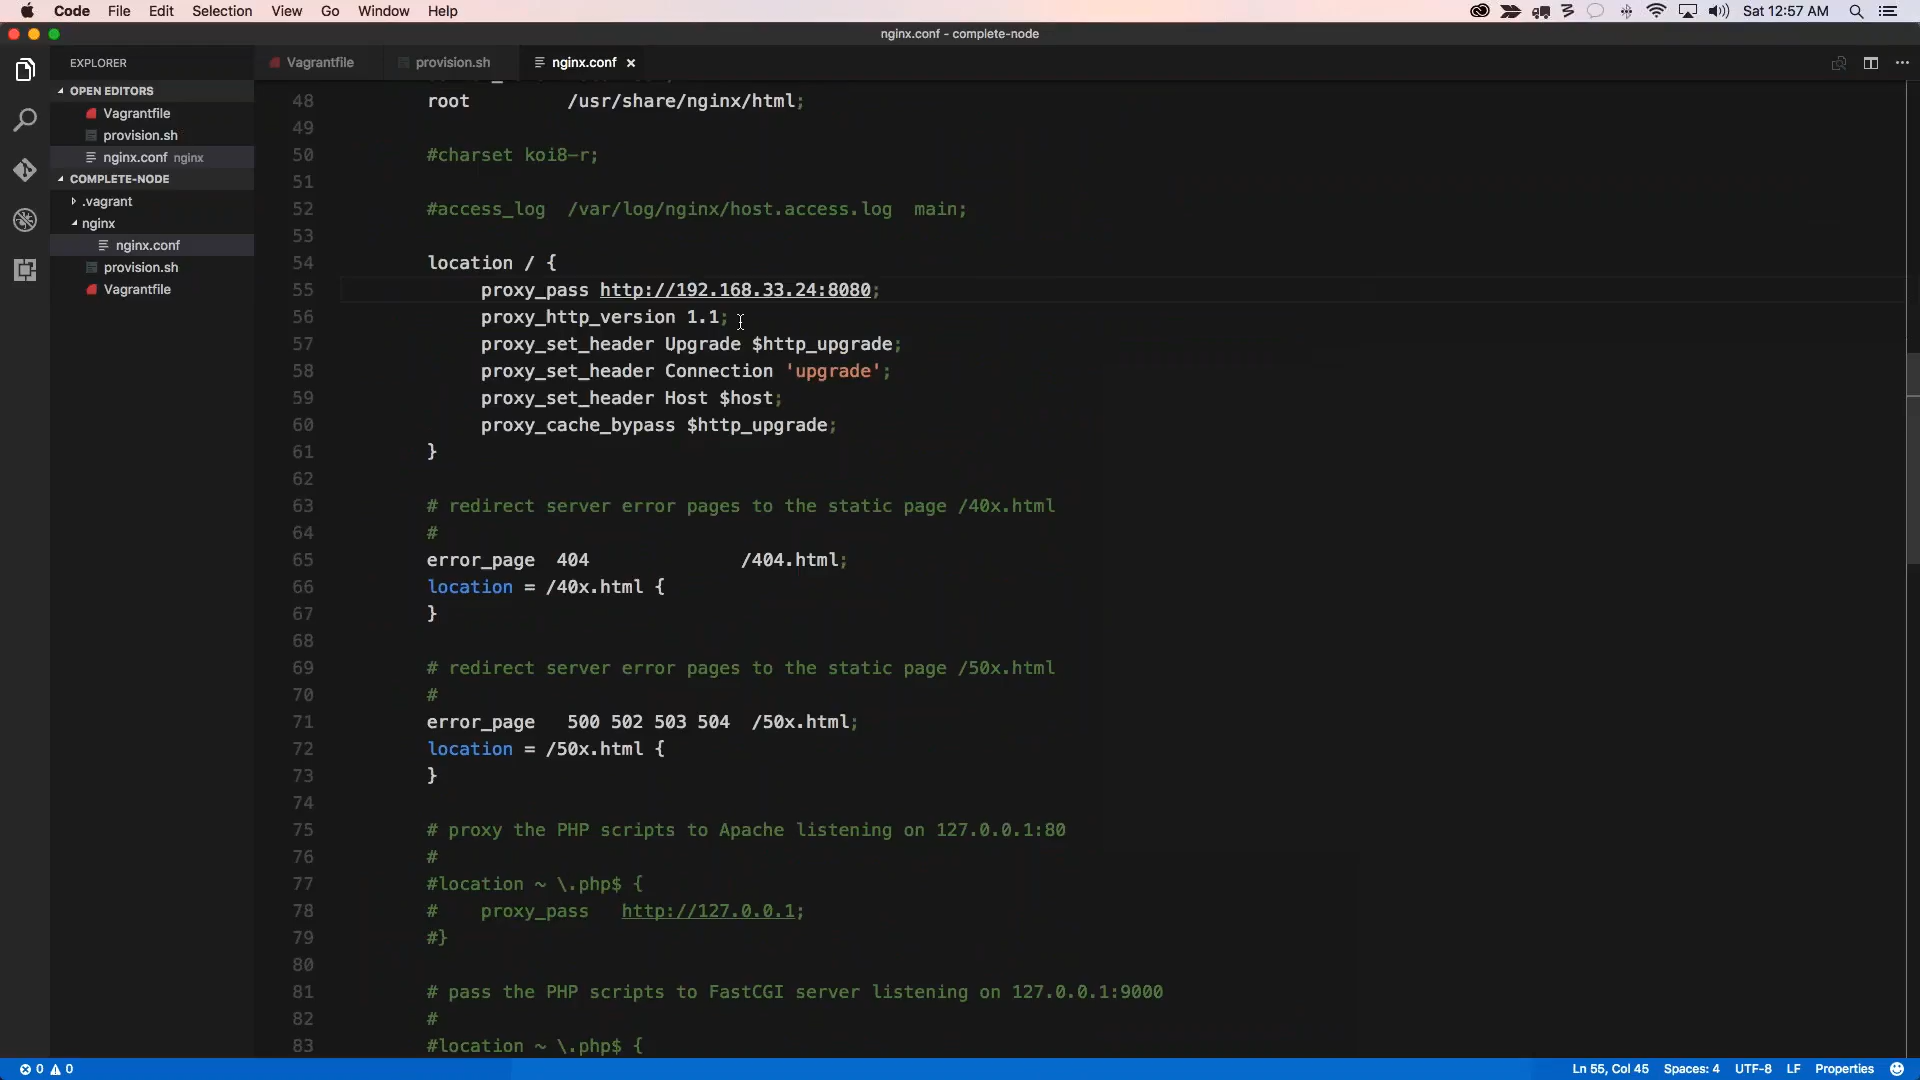 Code File Edit Selection View Go Window Help Sat 12:57 AM
nginx.conf - complete-node
EXPLORER Vagrantfile provision.sh nginx.conf
OPEN EDITORS
Vagrantfile
provision.sh
nginx.conf nginx
COMPLETE-NODE
.vagrant
nginx
nginx.conf
provision.sh
Vagrantfile
48 root /usr/share/nginx/html;
49
50 #charset koi8-r;
51
52 #access_log /var/log/nginx/host.access.log main;
53
54 location / {
55 proxy_pass http://192.168.33.24:8080;
56 proxy_http_version 1.1;
57 proxy_set_header Upgrade $http_upgrade;
58 proxy_set_header Connection 'upgrade';
59 proxy_set_header Host $host;
60 proxy_cache_bypass $http_upgrade;
61 }
62
63 # redirect server error pages to the static page /40x.html
64 #
65 error_page 404 /404.html;
66 location = /40x.html {
67 }
68
69 # redirect server error pages to the static page /50x.html
70 #
71 error_page 500 502 503 504 /50x.html;
72 location = /50x.html {
73 }
74
75 # proxy the PHP scripts to Apache listening on 127.0.0.1:80
76 #
77 #location ~ \.php$ {
78 # proxy_pass http://127.0.0.1;
79 #}
80
81 # pass the PHP scripts to FastCGI server listening on 127.0.0.1:9000
82 #
83 #location ~ \.php$ {
0 0 Ln 55, Col 45 Spaces: 4 UTF-8 LF Properties